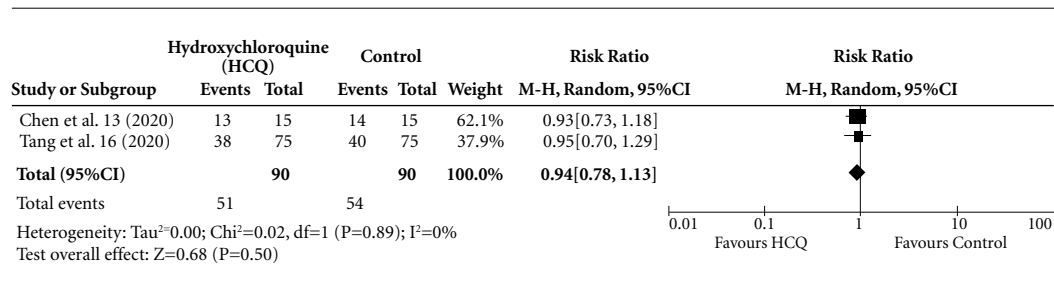 Hydroxychloroquine (HCQ) Control Risk Ratio Risk Ratio
Study or Subgroup Events Total Events Total Weight M-H, Random, 95%CI M-H, Random, 95%CI
Chen et al. 13 (2020) 13 15 14 15 62.1% 0.93[0.73, 1.18]
Tang et al. 16 (2020) 38 75 40 75 37.9% 0.95[0.70, 1.29]
Total (95%CI) 90 90 100.0% 0.94[0.78, 1.13]
Total events 51 54
Heterogeneity: Tau²⁼0.00; Chi²=0.02, df=1 (P=0.89); I²=0%
Test overall effect: Z=0.68 (P=0.50)
0.01 0.1 1 10 100
Favours HCQ Favours Control